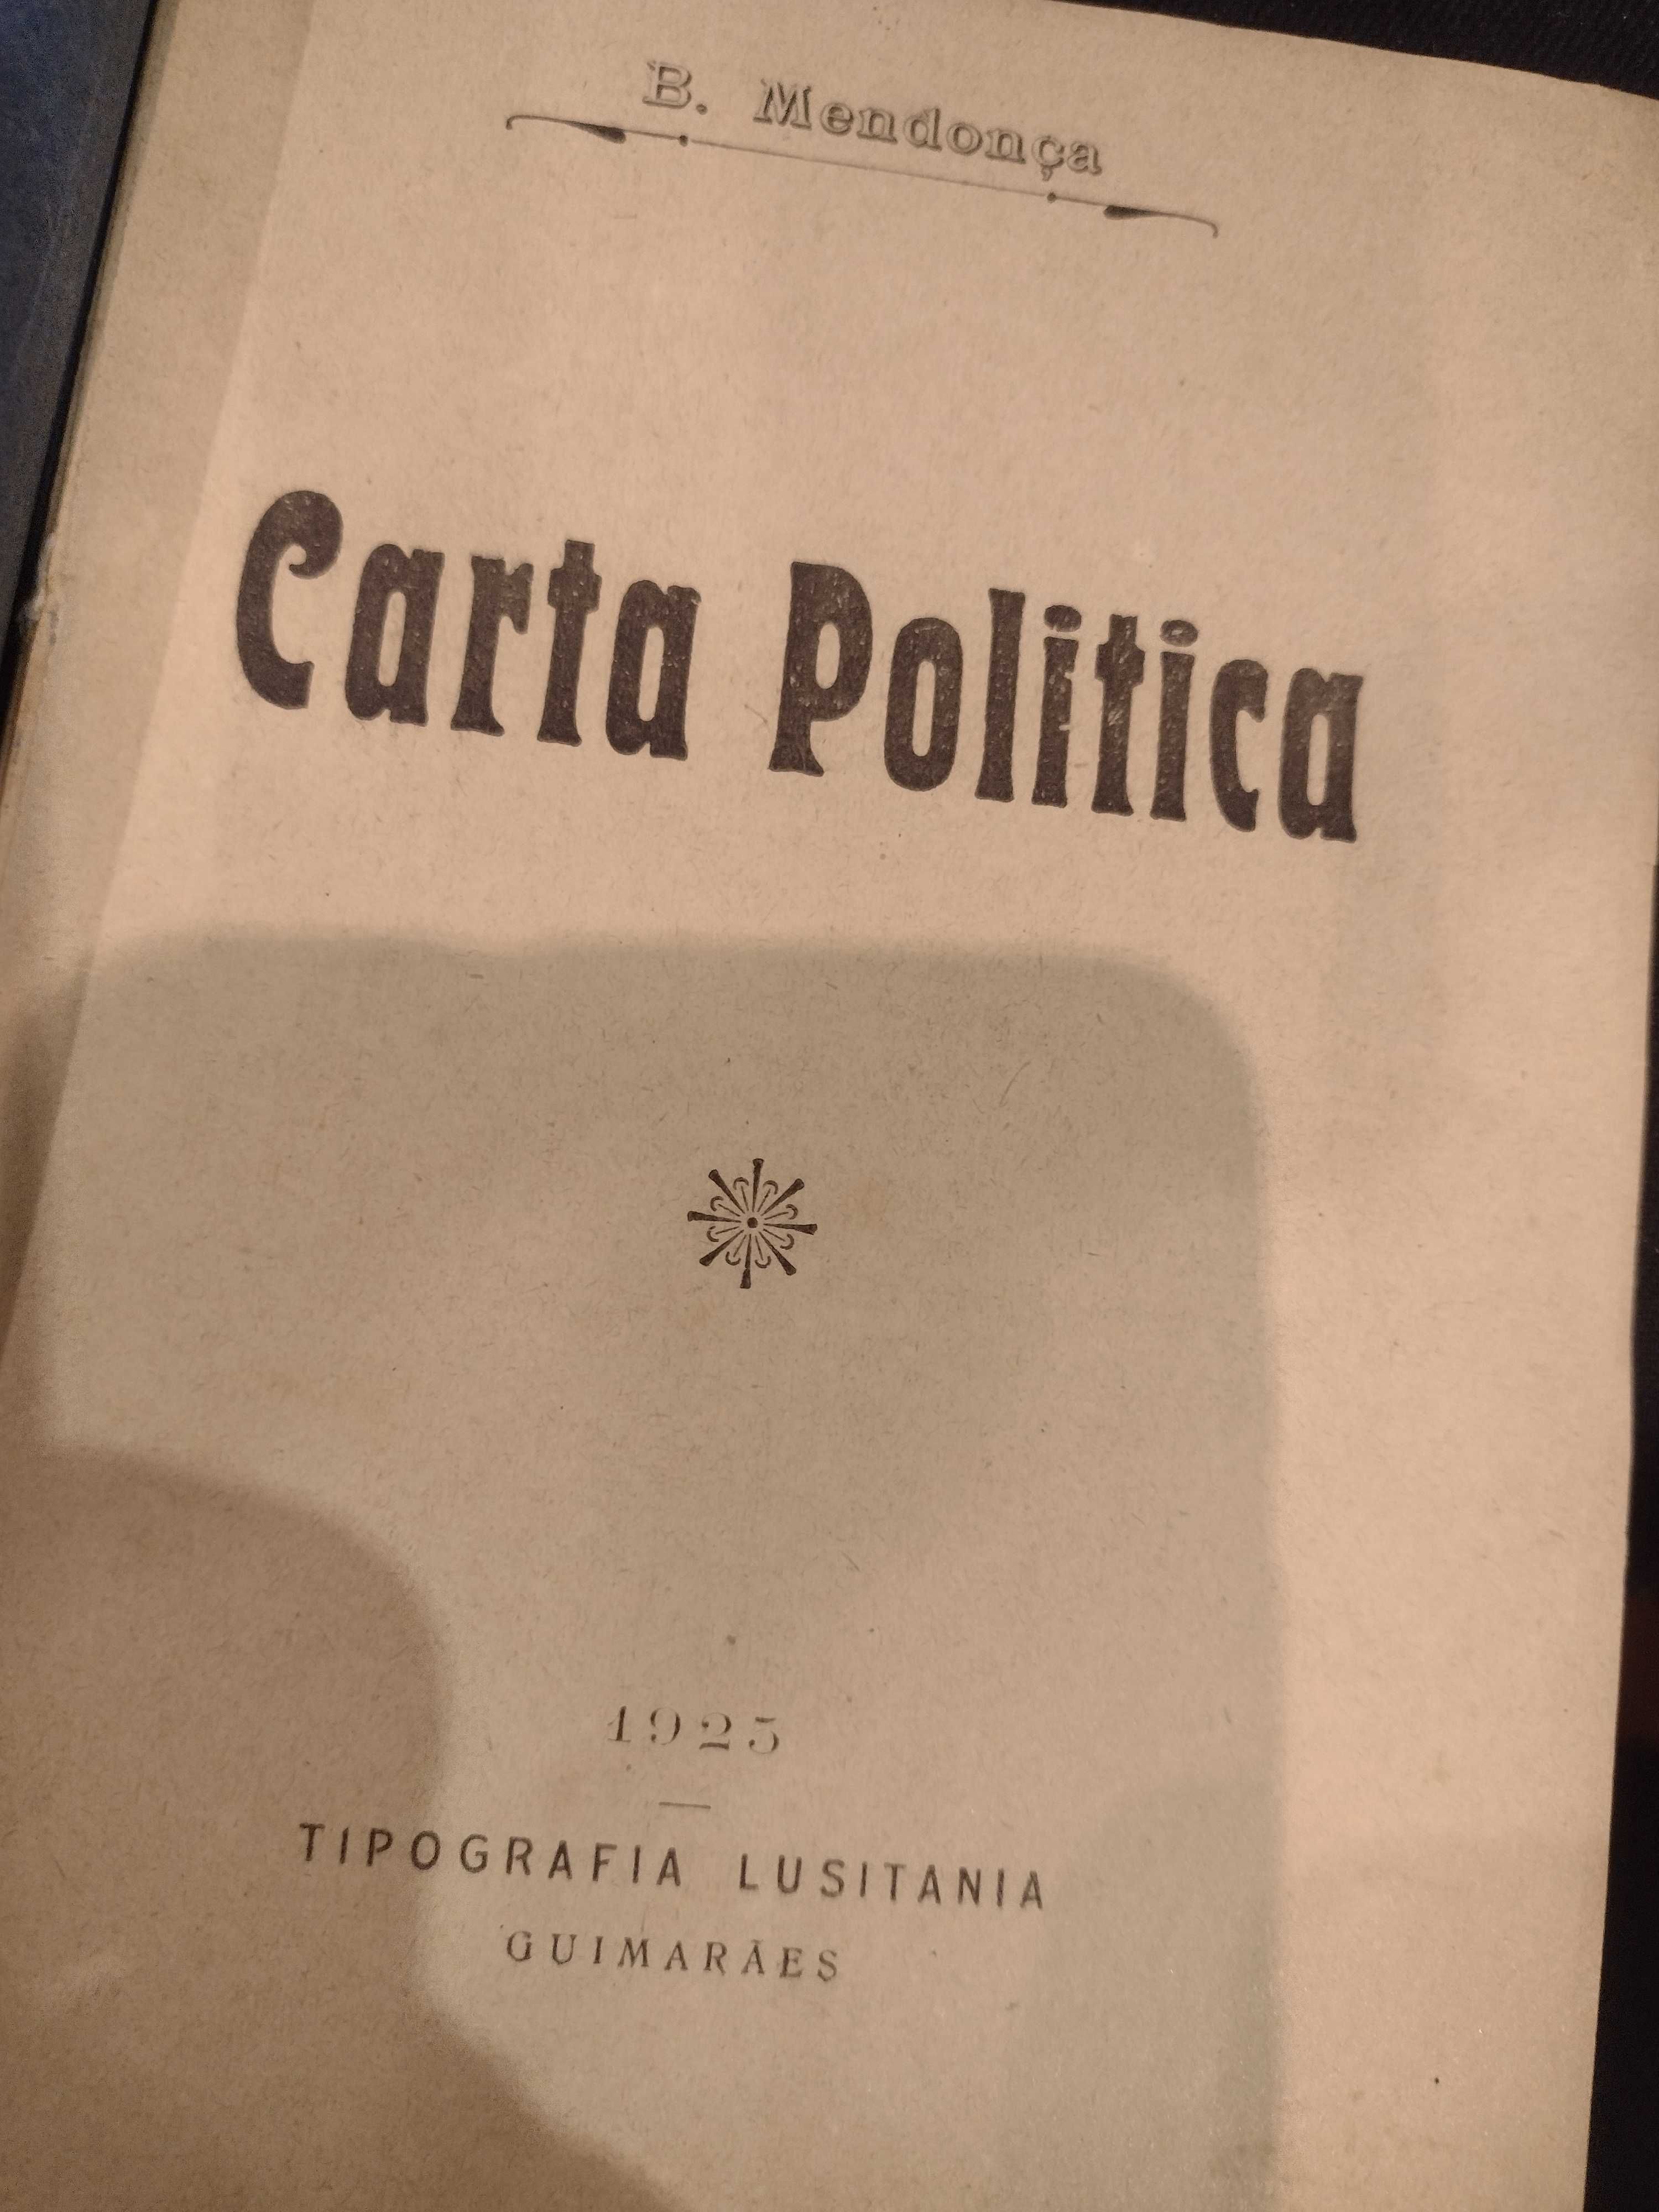 B. Mendonça
Carta Politica
1925
TIPOGRAFIA LUSITANIA
GUIMARÃES